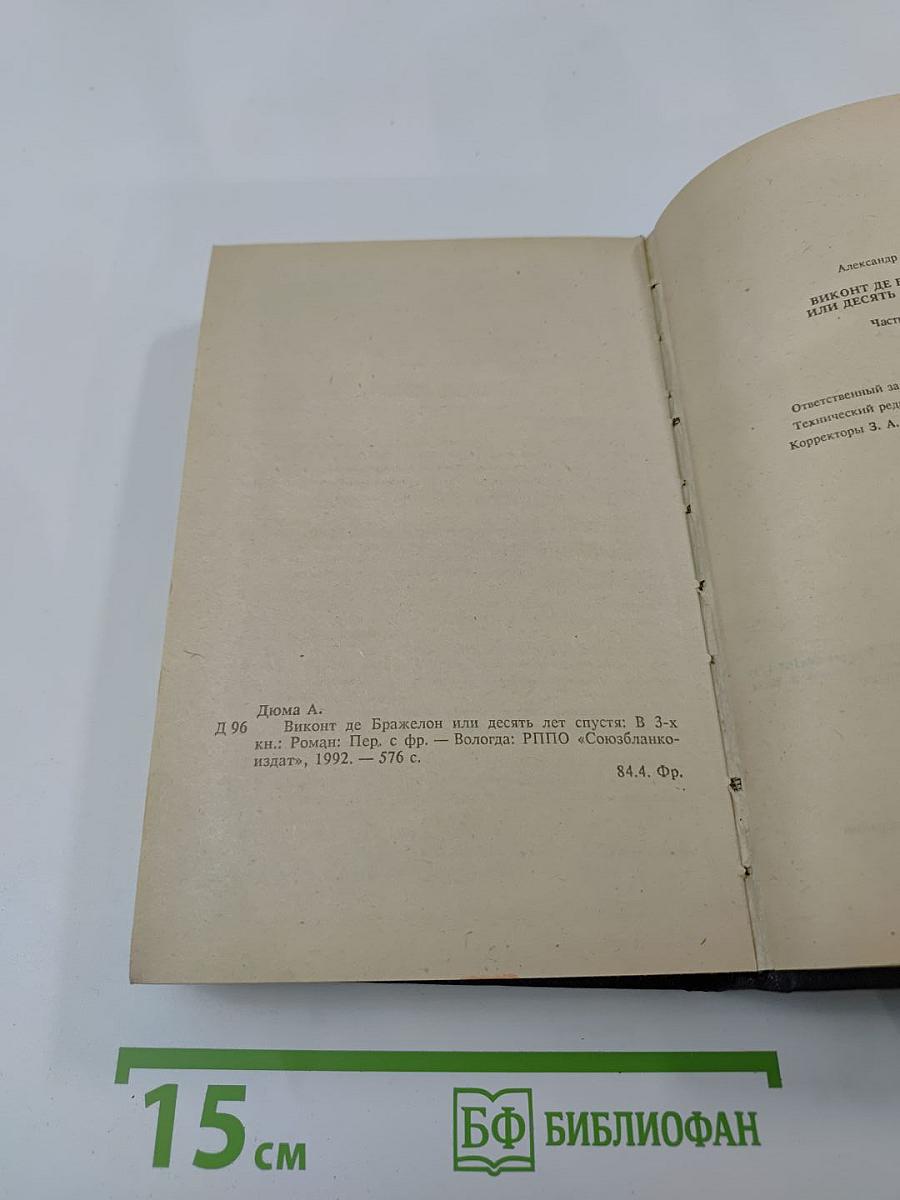 Дюма А.
Д 96 Виконт де Бражелон или десять лет спустя: В 3-х
кн.: Роман: Пер. с фр. — Вологда: РППО «Союзбланко-
издат», 1992. — 576 с.
84.4. Фр.
Александр
ВИКОНТ ДЕ
ИЛИ ДЕСЯТЬ
Ответственный
Технический
Корректоры З. А.
15 см
БФ БИБЛИОФАН